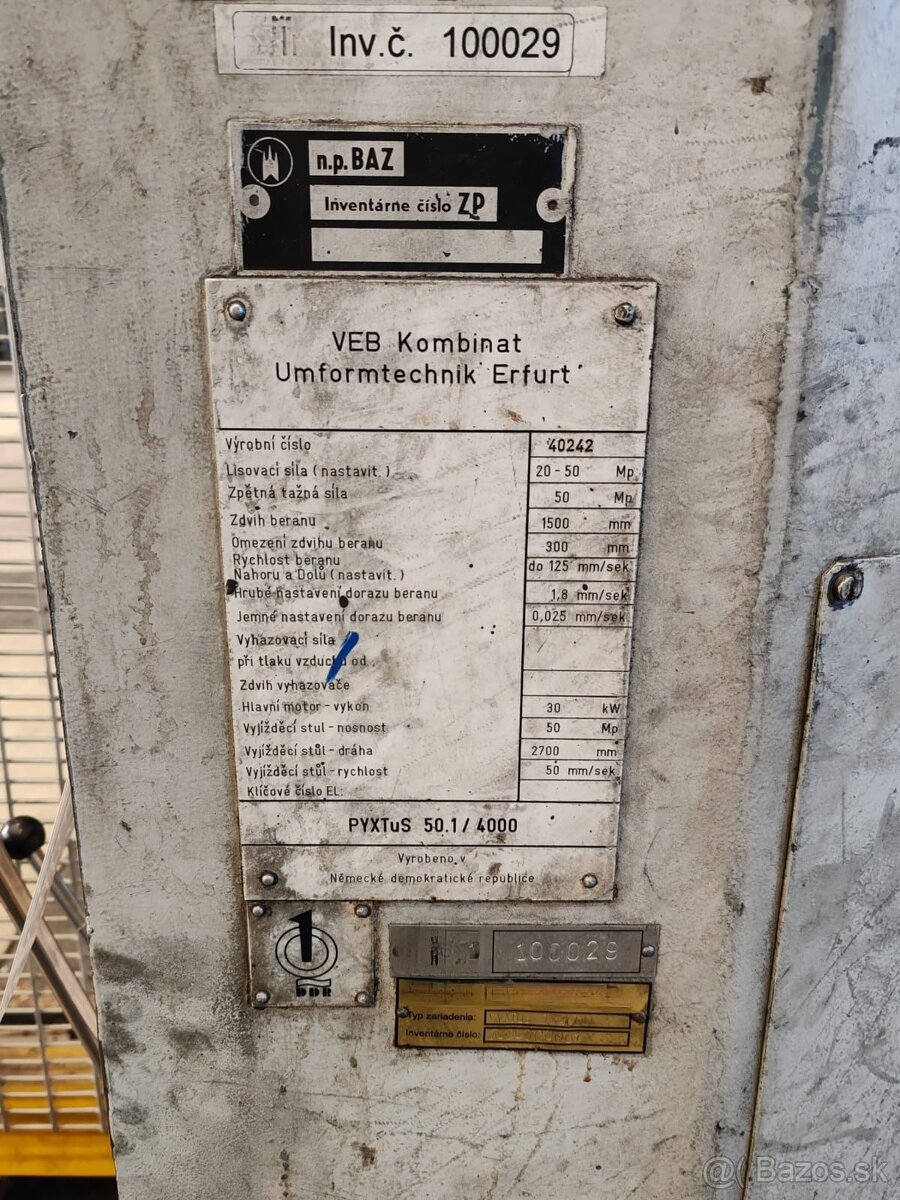 Inv.č. 100029
n.p. BAZ
Inventárne číslo ZP
VEB Kombinat
Umformtechnik Erfurt
Výrobní číslo 40242
Lisovací síla (nastavit.) 20-50 Mp
Zpětná tažná síla 50 Mp
Zdvih beranu 1500 mm
Omezení zdvihu beranu 300 mm
Rychlost beranu
Nahoru a Dolů (nastavit.) do 125 mm/sek
Hrubé nastavení dorazu beranu 1,8 mm/sek
Jemné nastavení dorazu beranu 0,025 mm/sek
Vyhazovací síla
při tlaku vzduchu od
Zdvih vyhazovače
Hlavní motor - vykon 30 kW
Vyjíždĕcí stul - nosnost 50 Mp
Vyjíždĕcí stůl - dráha 2700 mm
Vyjíždĕcí stůl - rychlost 50 mm/sek
Klíčové číslo EL:
PYXTuS 50.1 / 4000
Vyrobeno v
Německé demokratické republice
1
DDR
100029
Typ zariadenia:
Inventárne číslo:
@ Bazos.sk